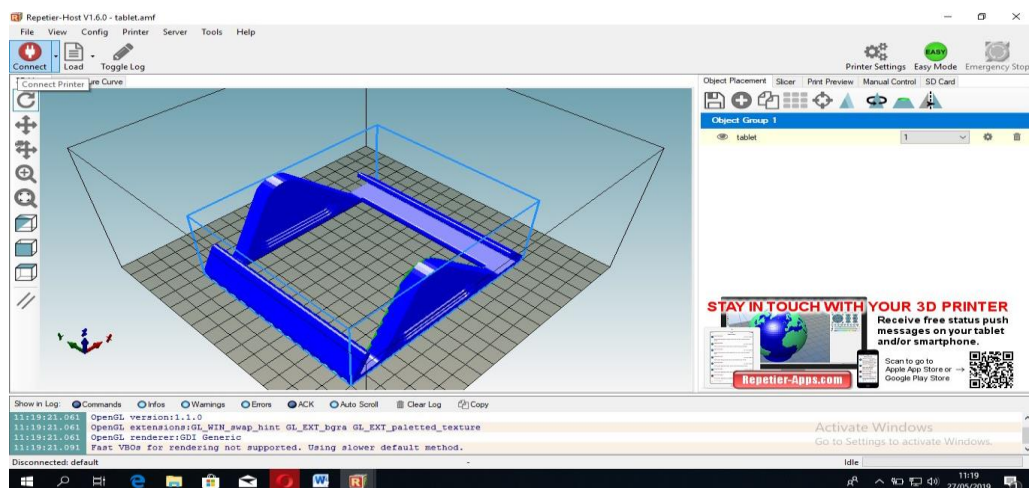 Repetier-Host V1.6.0 - tablet.amf
File View Config Printer Server Tools Help
Connect Load Toggle Log Printer Settings Easy Mode Emergency Stop
EASY
Connect Printer ure Curve
Object Placement Slicer Print Preview Manual Control SD Card
Object Group 1
tablet 1
STAY IN TOUCH WITH YOUR 3D PRINTER
Receive free status push
messages on your tablet
and/or smartphone.
Scan to go to
Apple App Store or →
Google Play Store
Repetier-Apps.com
Show in Log: Commands Infos Warnings Errors ACK Auto Scroll Clear Log Copy
11:19:21.061 OpenGL version:1.1.0
11:19:21.061 OpenGL extensions:GL_WIN_swap_hint GL_EXT_bgra GL_EXT_paletted_texture
11:19:21.061 OpenGL renderer:GDI Generic
11:19:21.091 Fast VBOs for rendering not supported. Using slower default method.
Activate Windows
Go to Settings to activate Windows.
Disconnected: default - Idle
11:19
27/05/2019